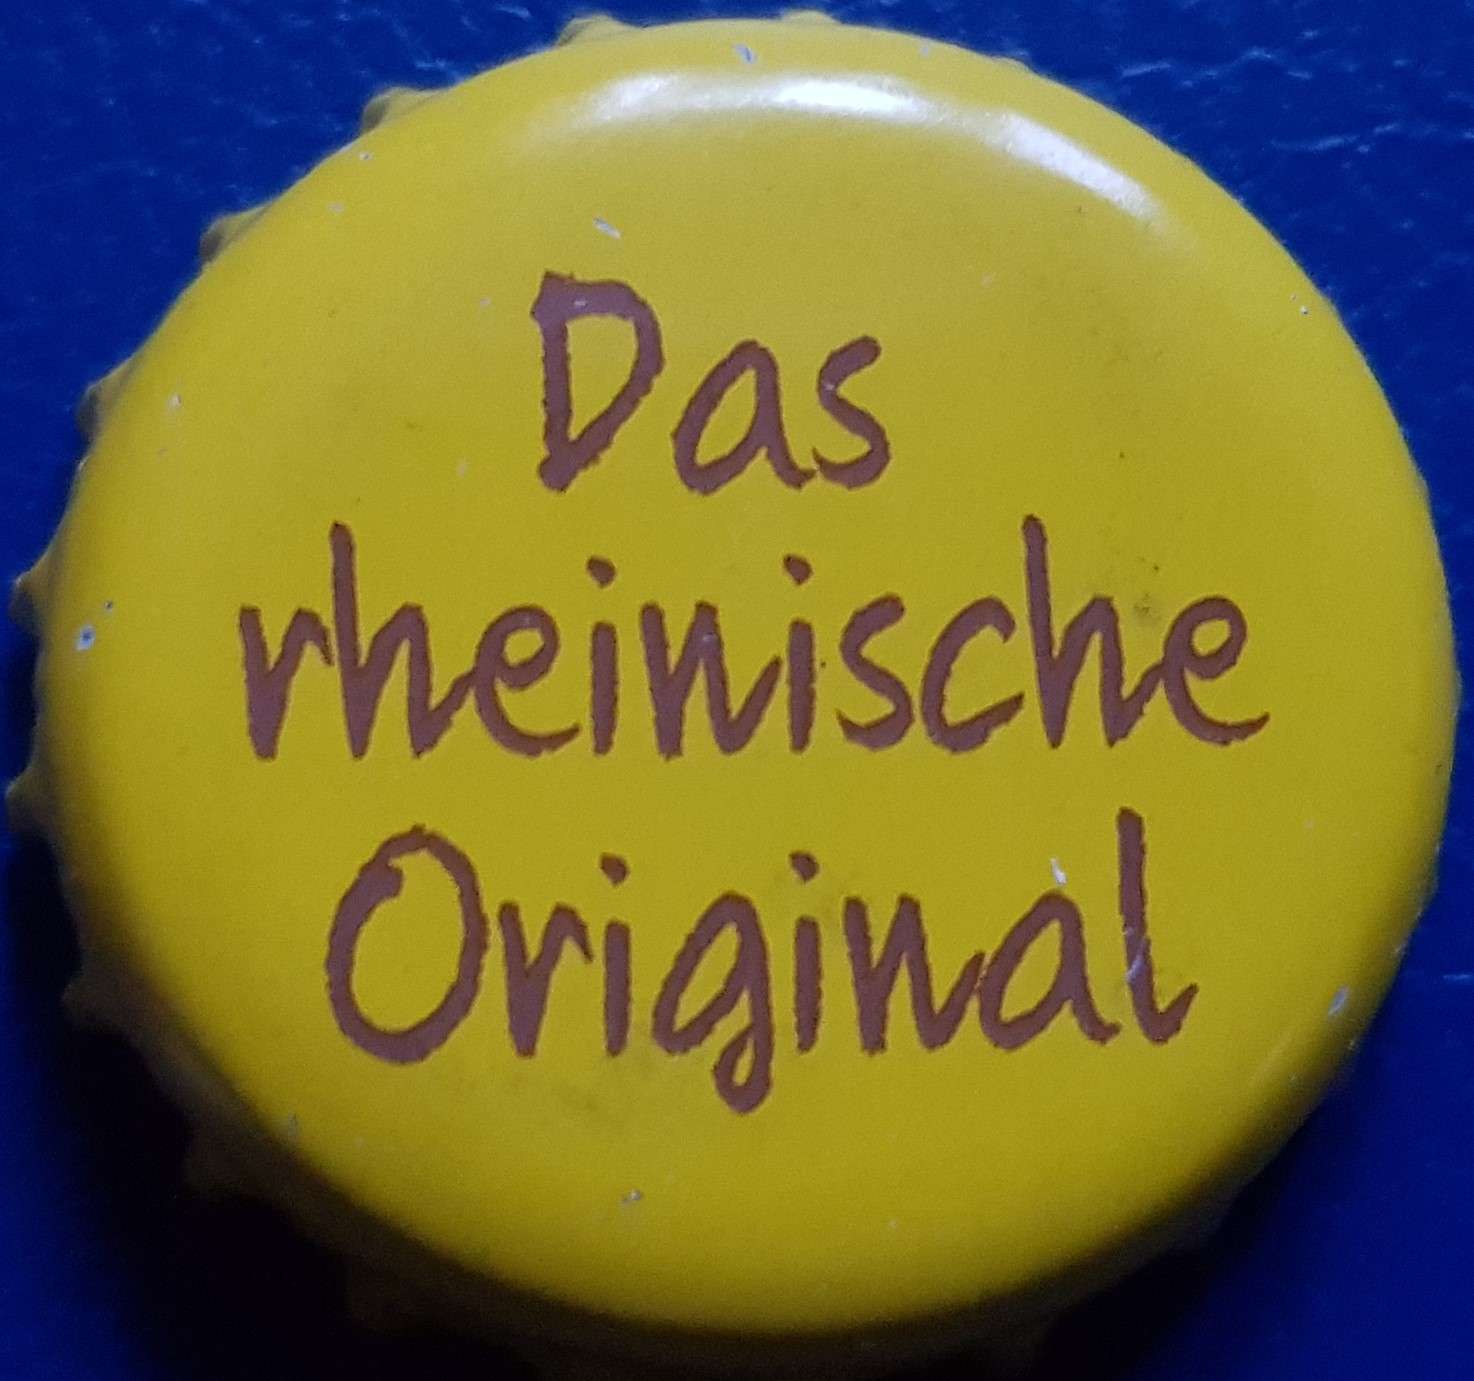 Das
rheinische
Original